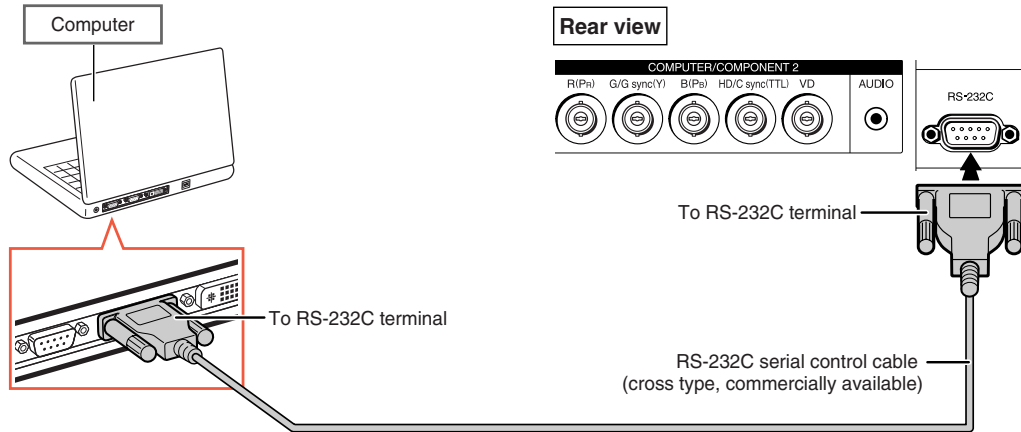 Computer
Rear view
COMPUTER/COMPONENT 2
R(PR) G/G sync(Y) B(PB) HD/C sync(TTL) VD
AUDIO
RS-232C
To RS-232C terminal
To RS-232C terminal
RS-232C serial control cable
(cross type, commercially available)